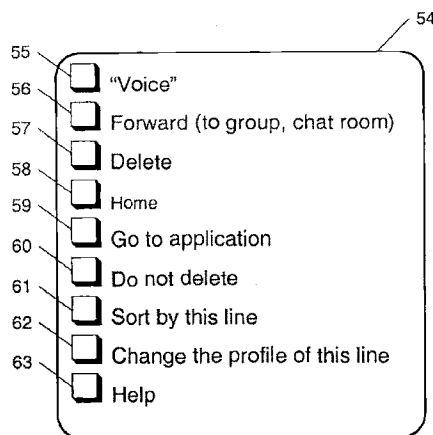 54
55 "Voice"
56 Forward (to group, chat room)
57 Delete
58 Home
59 Go to application
60 Do not delete
61 Sort by this line
62 Change the profile of this line
63 Help